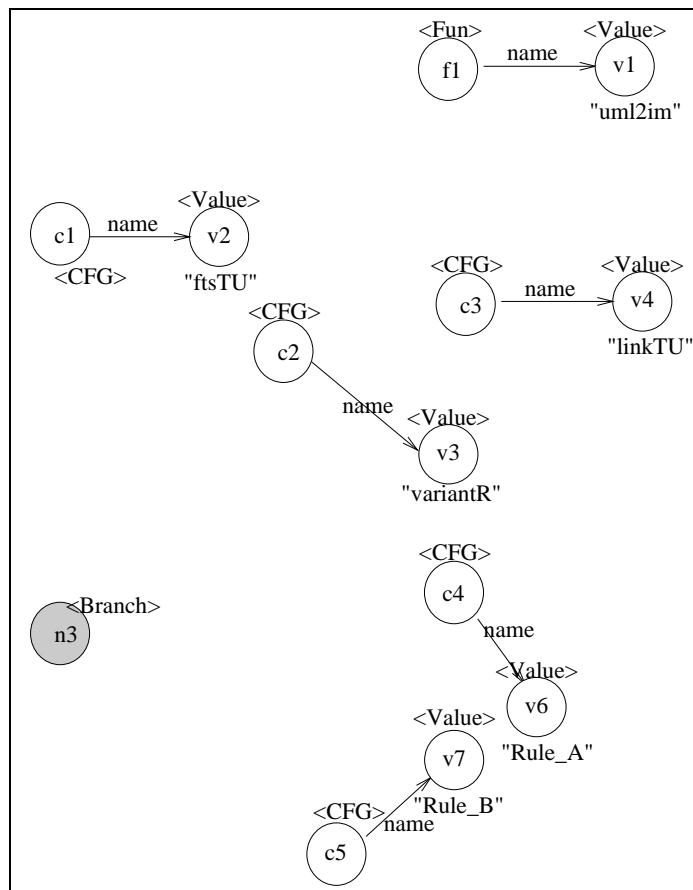 <Fun> <Value>
name
f1 v1
"uml2im"
<Value>
name
c1 v2
<CFG> "ftsTU"
<CFG> <Value>
name
c3 v4
"linkTU"
<CFG>
c2
name
<Value>
v3
"variantR"
<CFG>
c4
<Branch>
n3
name
<Value>
v6
"Rule_A"
<Value>
v7
"Rule_B"
<CFG>
name
c5